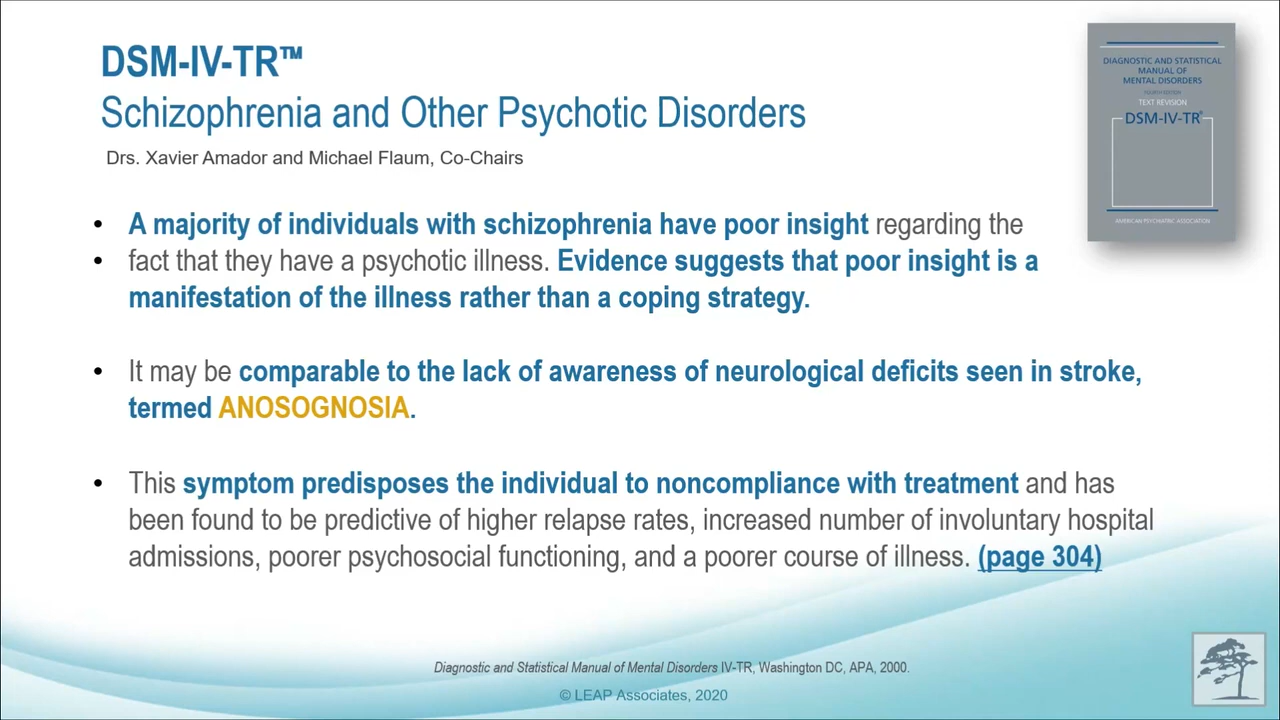 DSM-IV-TR™
Schizophrenia and Other Psychotic Disorders
Drs. Xavier Amador and Michael Flaum, Co-Chairs
DIAGNOSTIC AND STATISTICAL
MANUAL OF
MENTAL DISORDERS
FOURTH EDITION
TEXT REVISION
DSM-IV-TR®
AMERICAN PSYCHIATRIC ASSOCIATION
• A majority of individuals with schizophrenia have poor insight regarding the
• fact that they have a psychotic illness. Evidence suggests that poor insight is a
manifestation of the illness rather than a coping strategy.
• It may be comparable to the lack of awareness of neurological deficits seen in stroke,
termed ANOSOGNOSIA.
• This symptom predisposes the individual to noncompliance with treatment and has
been found to be predictive of higher relapse rates, increased number of involuntary hospital
admissions, poorer psychosocial functioning, and a poorer course of illness. (page 304)
Diagnostic and Statistical Manual of Mental Disorders IV-TR, Washington DC, APA, 2000.
© LEAP Associates, 2020